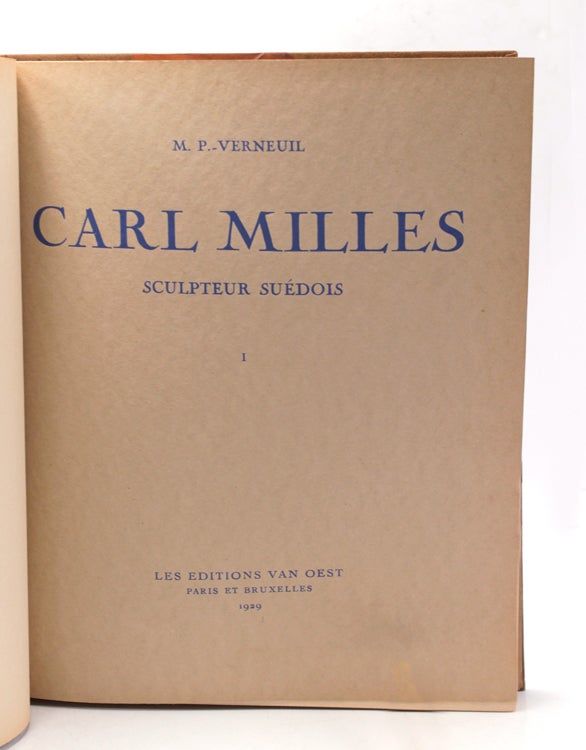 M. P.-VERNEUIL
CARL MILLES
SCULPTEUR SUÉDOIS
I
LES EDITIONS VAN OEST
PARIS ET BRUXELLES
1929